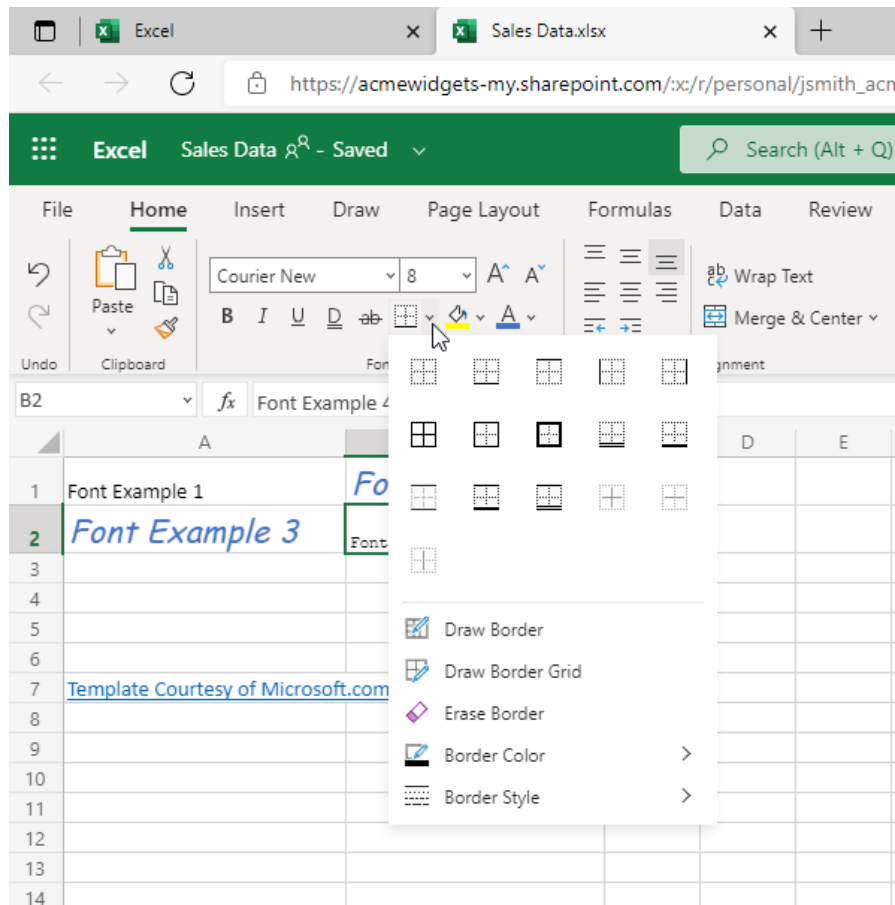 Excel
Sales Data.xlsx
https://acmewidgets-my.sharepoint.com/:x:/r/personal/jsmith_acm
Excel Sales Data - Saved
Search (Alt + Q)
File Home Insert Draw Page Layout Formulas Data Review
Paste
Courier New 8
B I U D ab A
A^ A˅
ab Wrap Text
Merge & Center
Undo Clipboard Fon gnment
B2 fx Font Example 4
A D E
1 Font Example 1 Fo
2 Font Example 3 Font
3
4
5
6
7 Template Courtesy of Microsoft.com
8
9
10
11
12
13
14
Draw Border
Draw Border Grid
Erase Border
Border Color
Border Style